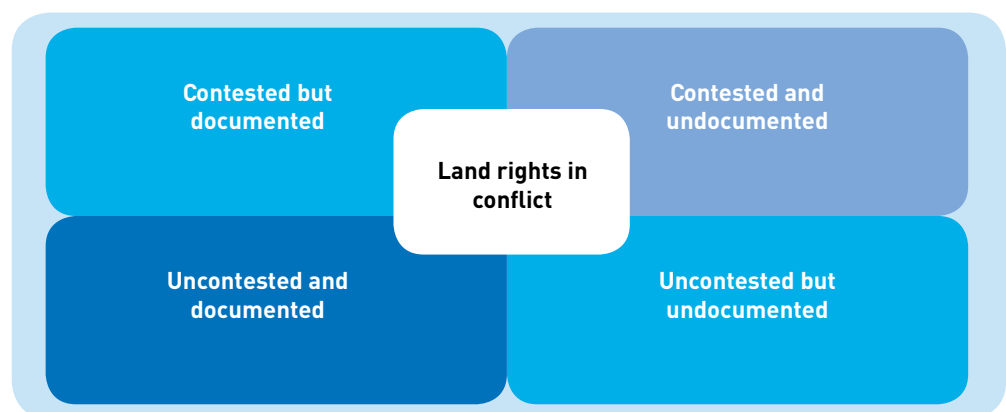 Contested but
documented
Contested and
undocumented
Land rights in
conflict
Uncontested and
documented
Uncontested but
undocumented